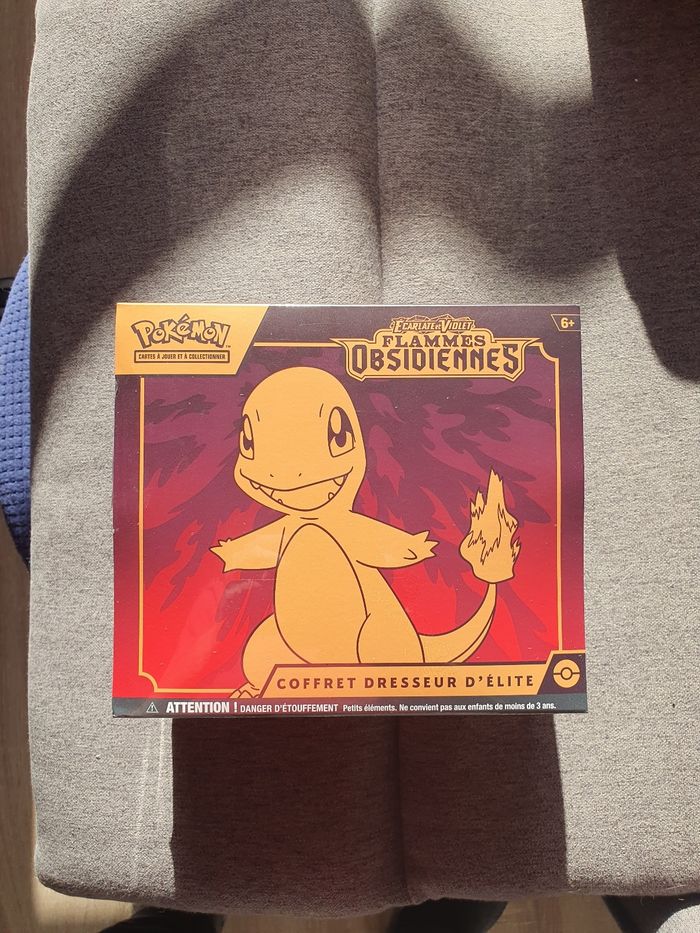 POKéMON™
CARTES À JOUER ET À COLLECTIONNER
ÉCARLATE ET VIOLET
FLAMMES
OBSIDIENNES
6+
COFFRET DRESSEUR D'ÉLITE
ATTENTION ! DANGER D'ÉTOUFFEMENT Petits éléments. Ne convient pas aux enfants de moins de 3 ans.